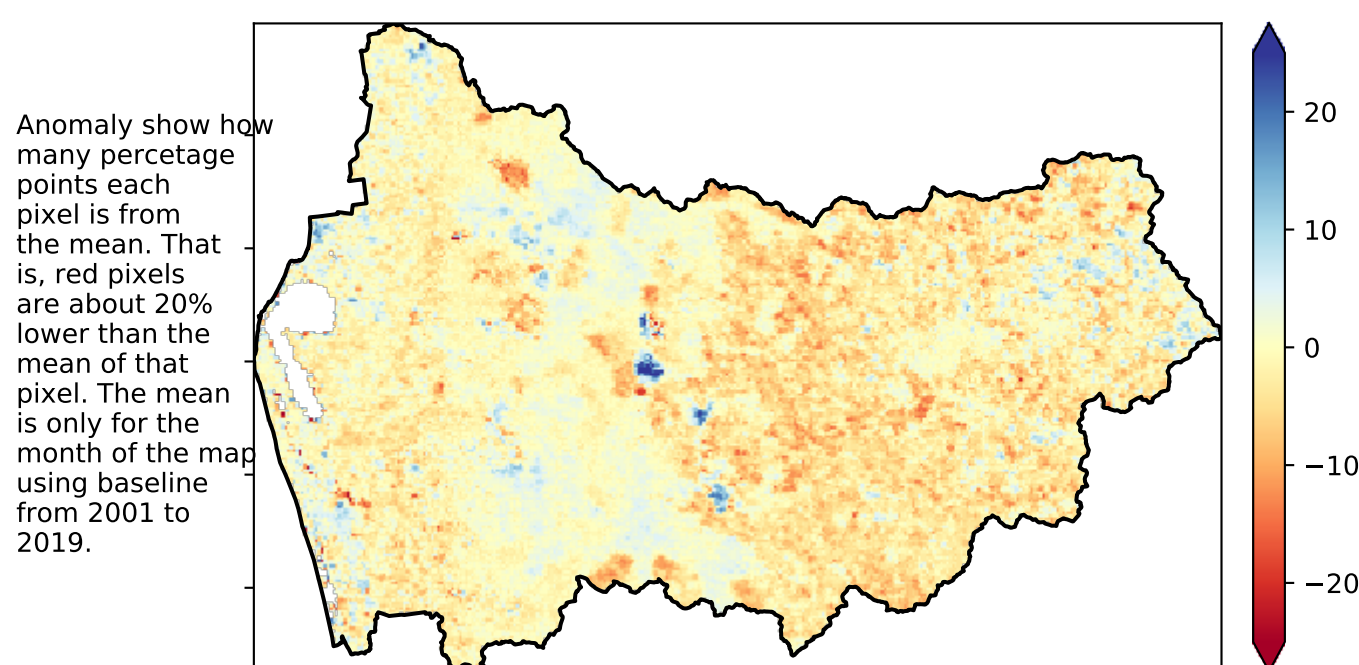 Anomaly show how
many percetage
points each
pixel is from
the mean. That
is, red pixels
are about 20%
lower than the
mean of that
pixel. The mean
is only for the
month of the map
using baseline
from 2001 to
2019.
20
10
0
−10
−20